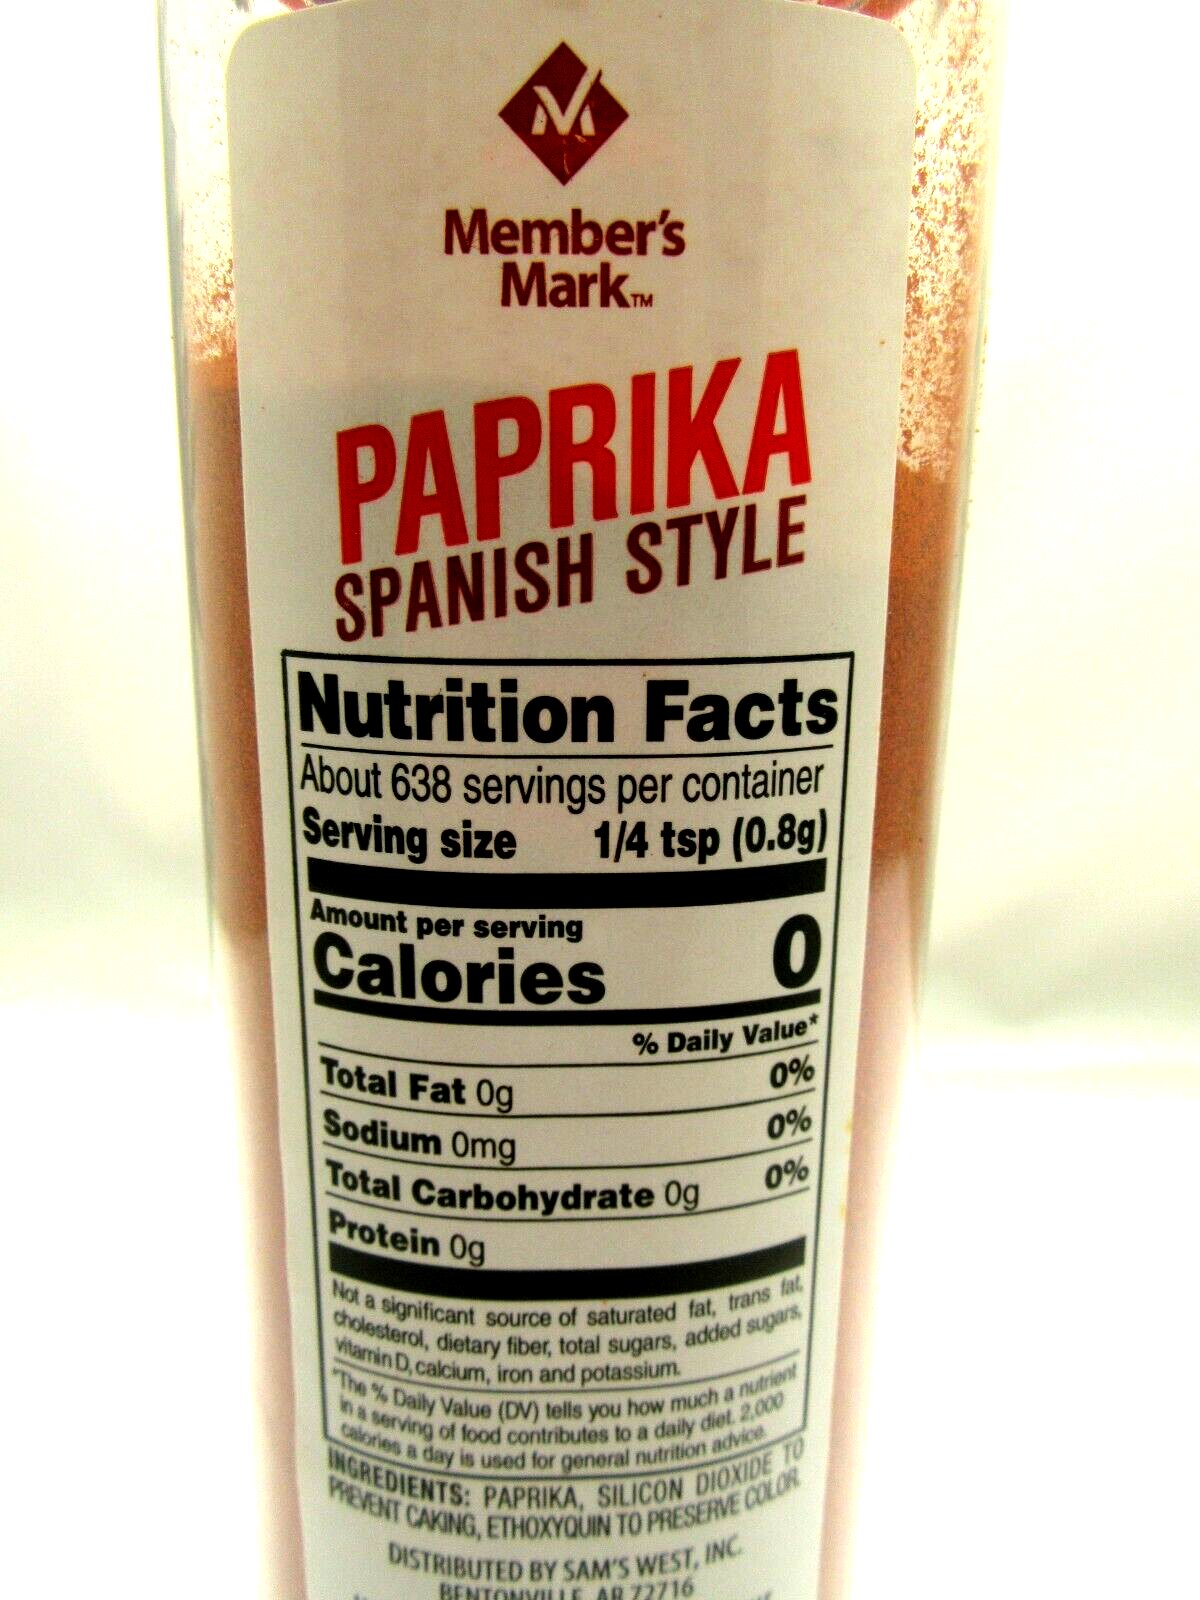 Member's
Mark™
PAPRIKA
SPANISH STYLE
Nutrition Facts
About 638 servings per container
Serving size 1/4 tsp (0.8g)
Amount per serving
Calories 0
% Daily Value*
Total Fat 0g 0%
Sodium 0mg 0%
Total Carbohydrate 0g 0%
Protein 0g
Not a significant source of saturated fat, trans fat,
cholesterol, dietary fiber, total sugars, added sugars,
vitamin D, calcium, iron and potassium.
*The % Daily Value (DV) tells you how much a nutrient
in a serving of food contributes to a daily diet. 2,000
calories a day is used for general nutrition advice.
INGREDIENTS: PAPRIKA, SILICON DIOXIDE TO
PREVENT CAKING, ETHOXYQUIN TO PRESERVE COLOR.
DISTRIBUTED BY SAM'S WEST, INC.
BENTONVILLE, AR 72716